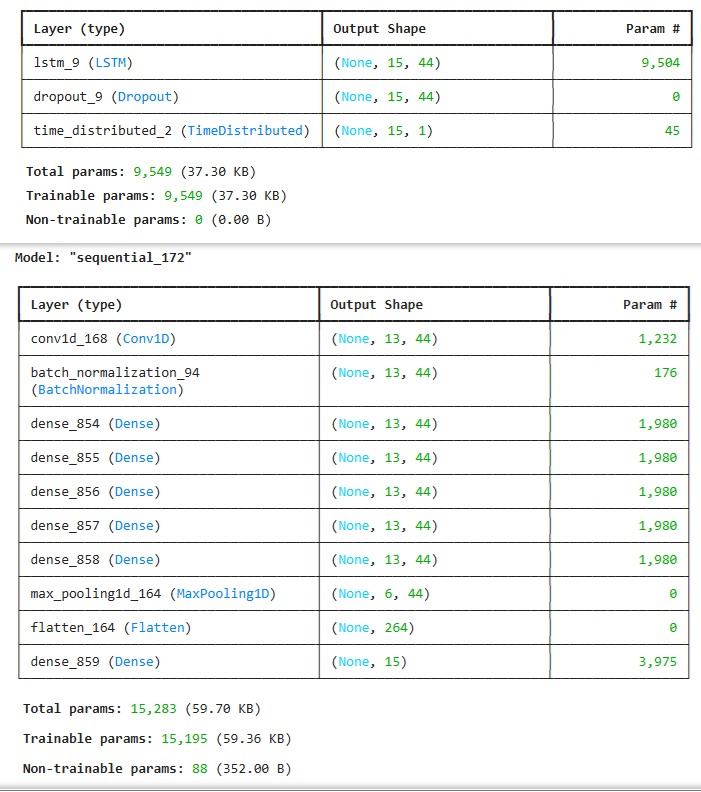 Layer (type) Output Shape Param #
lstm_9 (LSTM) (None, 15, 44) 9,504
dropout_9 (Dropout) (None, 15, 44) 0
time_distributed_2 (TimeDistributed) (None, 15, 1) 45
Total params: 9,549 (37.30 KB)
Trainable params: 9,549 (37.30 KB)
Non-trainable params: 0 (0.00 B)
Model: "sequential_172"
Layer (type) Output Shape Param #
conv1d_168 (Conv1D) (None, 13, 44) 1,232
batch_normalization_94 (None, 13, 44) 176
(BatchNormalization)
dense_854 (Dense) (None, 13, 44) 1,980
dense_855 (Dense) (None, 13, 44) 1,980
dense_856 (Dense) (None, 13, 44) 1,980
dense_857 (Dense) (None, 13, 44) 1,980
dense_858 (Dense) (None, 13, 44) 1,980
max_pooling1d_164 (MaxPooling1D) (None, 6, 44) 0
flatten_164 (Flatten) (None, 264) 0
dense_859 (Dense) (None, 15) 3,975
Total params: 15,283 (59.70 KB)
Trainable params: 15,195 (59.36 KB)
Non-trainable params: 88 (352.00 B)